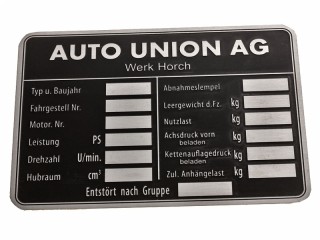 AUTO UNION AG
Werk Horch
Typ u. Baujahr
Fahrgestell Nr.
Motor. Nr.
Leistung PS
Drehzahl U/min.
Hubraum cm³
Abnahmestempel
Leergewicht d.Fz. kg
Nutzlast kg
Achsdruck vorn kg
beladen
Kettenauflagedruck kg
beladen
Zul. Anhängelast kg
Entstört nach Gruppe